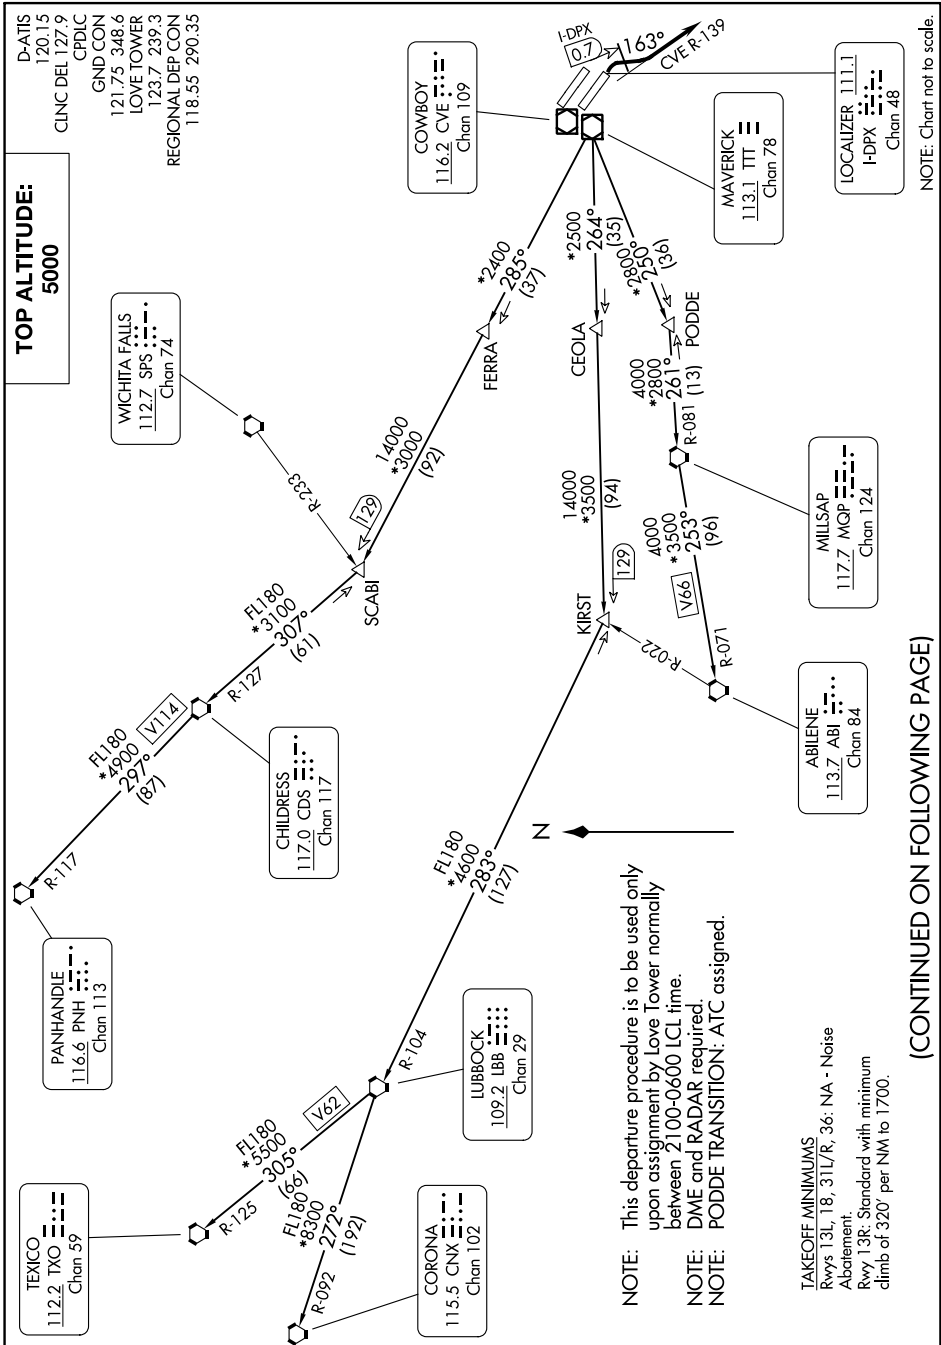 D-ATIS
120.15
CLNC DEL 127.9
CPDLC
GND CON
121.75 348.6
LOVE TOWER
123.7 239.3
REGIONAL DEP CON
118.55 290.35
TOP ALTITUDE:
5000
I-DPX
0.7
163°
CVE R-139
COWBOY
116.2 CVE
Chan 109
MAVERICK
113.1 TTT
Chan 78
LOCALIZER 111.1
I-DPX
Chan 48
NOTE: Chart not to scale.
WICHITA FALLS
112.7 SPS
Chan 74
R-233
*2400
285°
(37)
FERRA
14000
*3000
(92)
129
SCABI
*2500
264°
(35)
CEOLA
14000
*3500
(94)
129
KIRST
*2800
250°
(36)
PODDE
4000
*2800
261°
(13)
R-081
MILLSAP
117.7 MQP
Chan 124
4000
*3500
253°
(96)
V66
R-071
R-022
ABILENE
113.7 ABI
Chan 84
FL180
*3100
307°
(61)
R-127
CHILDRESS
117.0 CDS
Chan 117
FL180
*4900
297°
(87)
V114
R-117
PANHANDLE
116.6 PNH
Chan 113
N
FL180
*4600
283°
(127)
R-104
LUBBOCK
109.2 LBB
Chan 29
V62
FL180
*5500
305°
(66)
R-125
TEXICO
112.2 TXO
Chan 59
FL180
*8300
272°
(192)
R-092
CORONA
115.5 CNX
Chan 102
NOTE: This departure procedure is to be used only
upon assignment by Love Tower normally
between 2100-0600 LCL time.
NOTE: DME and RADAR required.
NOTE: PODDE TRANSITION: ATC assigned.
TAKEOFF MINIMUMS
Rwys 13L, 18, 31L/R, 36: NA - Noise
Abatement.
Rwy 13R: Standard with minimum
climb of 320' per NM to 1700.
(CONTINUED ON FOLLOWING PAGE)